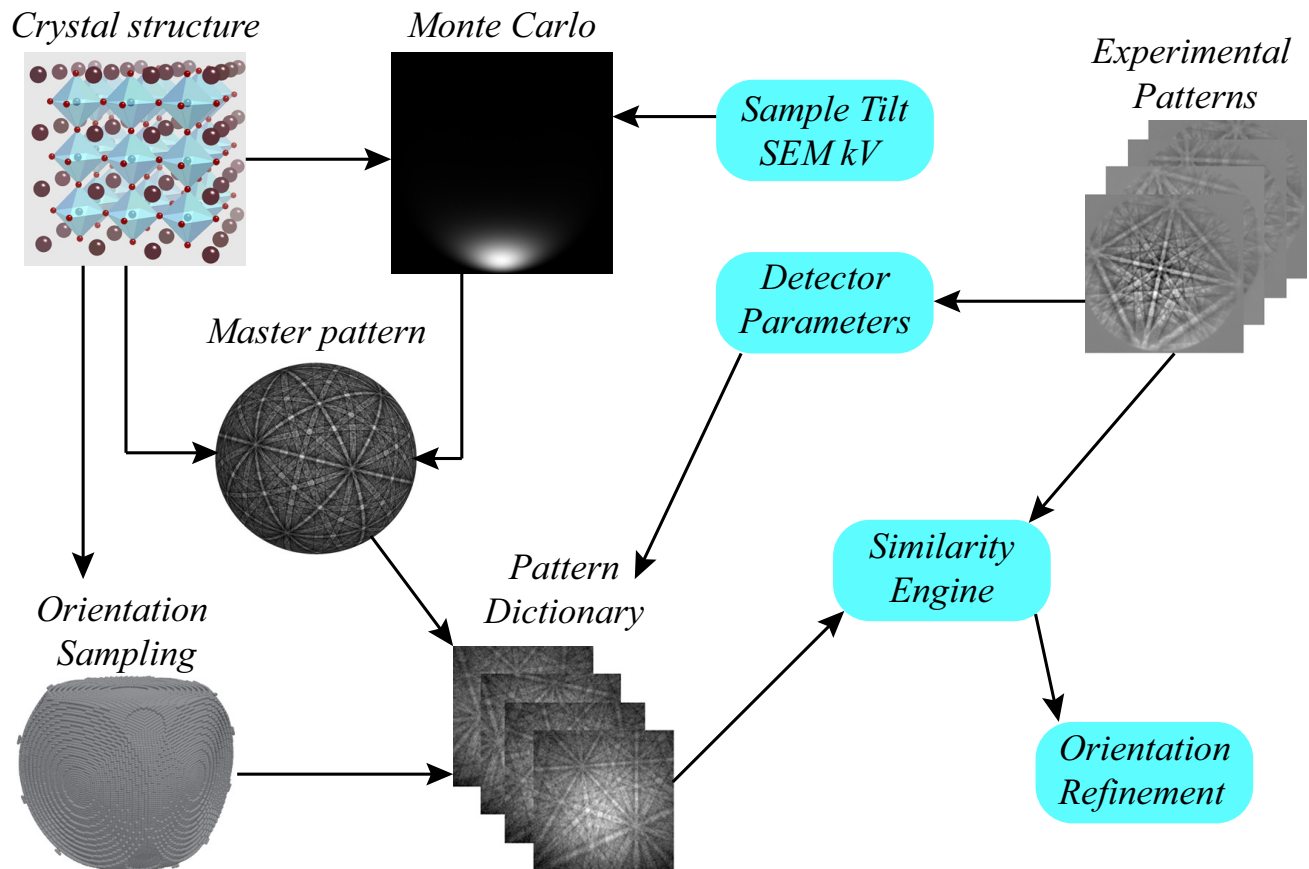 Crystal structure
Monte Carlo
Experimental
Patterns
Sample Tilt
SEM kV
Detector
Parameters
Master pattern
Similarity
Engine
Pattern
Dictionary
Orientation
Sampling
Orientation
Refinement